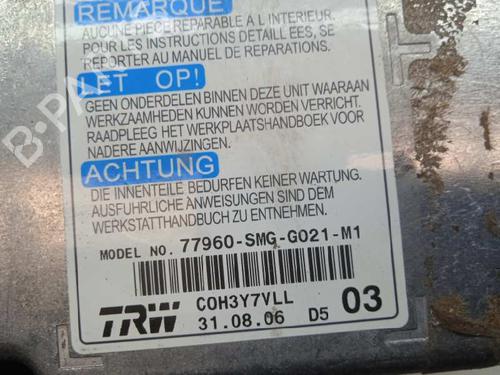 REMARQUE
AUCUNE PIECE REPARABLE A L INTERIEUR.
POUR LES INSTRUCTIONS DETAILL EES, SE
REPORTER AU MANUEL DE REPARATIONS.
LET OP!
GEEN ONDERDELEN BINNEN DEZE UNIT WAARAAN
WERKZAAMHEDEN KUNNEN WORDEN VERRICHT.
RAADPLEEG HET WERKPLAATSHANDBOEK VOOR
NADERE AANWIJZINGEN.
ACHTUNG
DIE INNENTEILE BEDURFEN KEINER WARTUNG.
AUSFUHRLICHE ANWEISUNGEN SIND DEM
WERKSTATTHANDBUCH ZU ENTNEHMEN.
MODEL NO. 77960-SMG-G021-M1
TRW
COH3Y7VLL
31.08.06 D5 03
B-PARTS